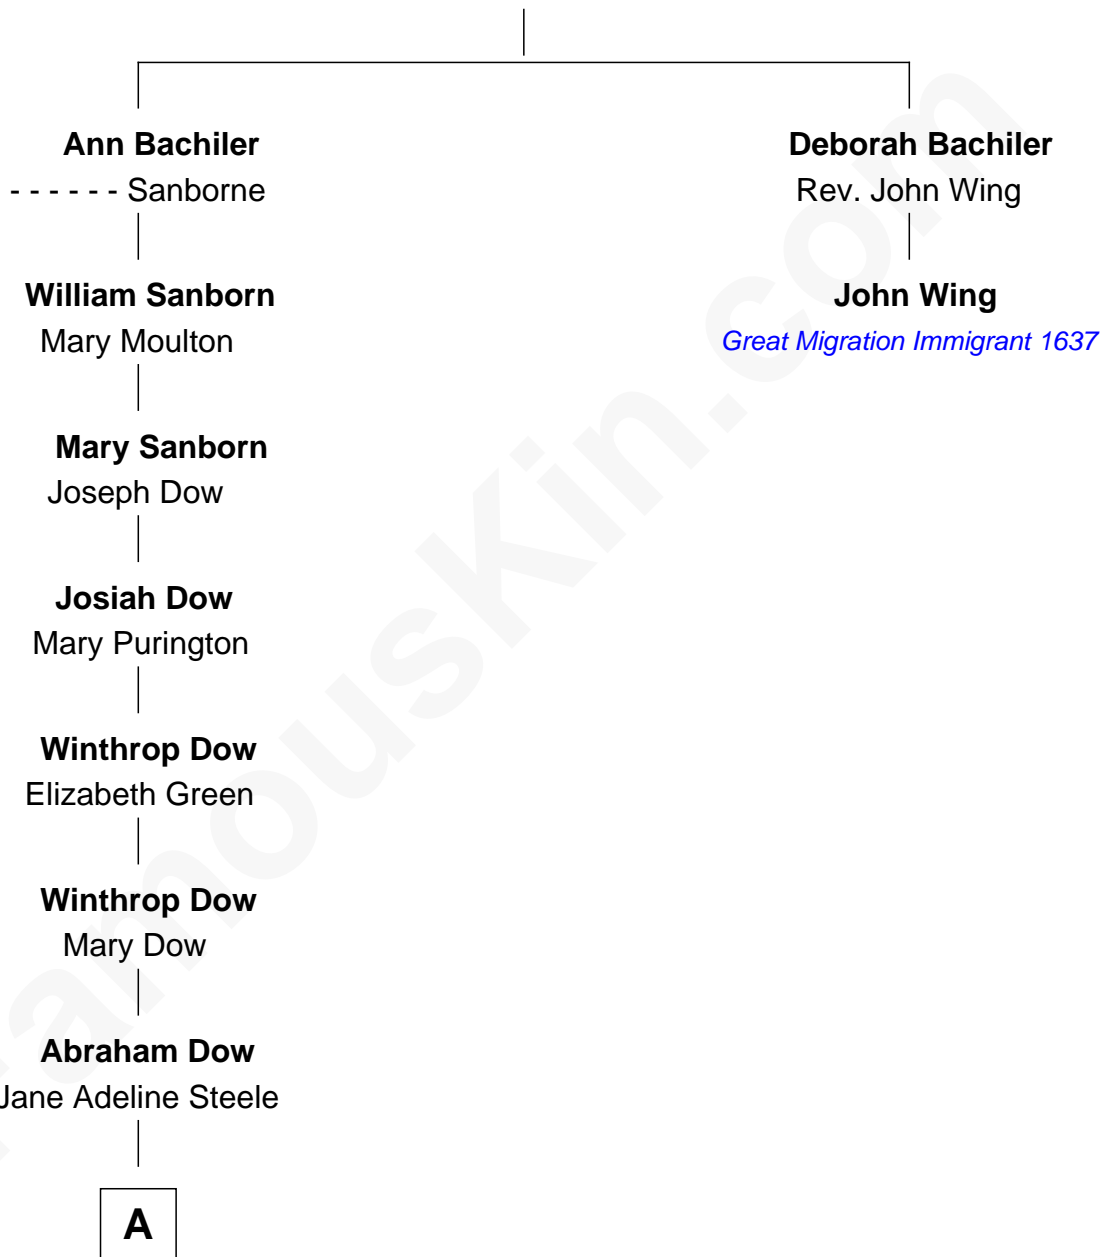 Ann Bachiler
- - - - - - Sanborne
Deborah Bachiler
Rev. John Wing
William Sanborn
Mary Moulton
John Wing
Great Migration Immigrant 1637
Mary Sanborn
Joseph Dow
Josiah Dow
Mary Purington
Winthrop Dow
Elizabeth Green
Winthrop Dow
Mary Dow
Abraham Dow
Jane Adeline Steele
A
FamousKin.com